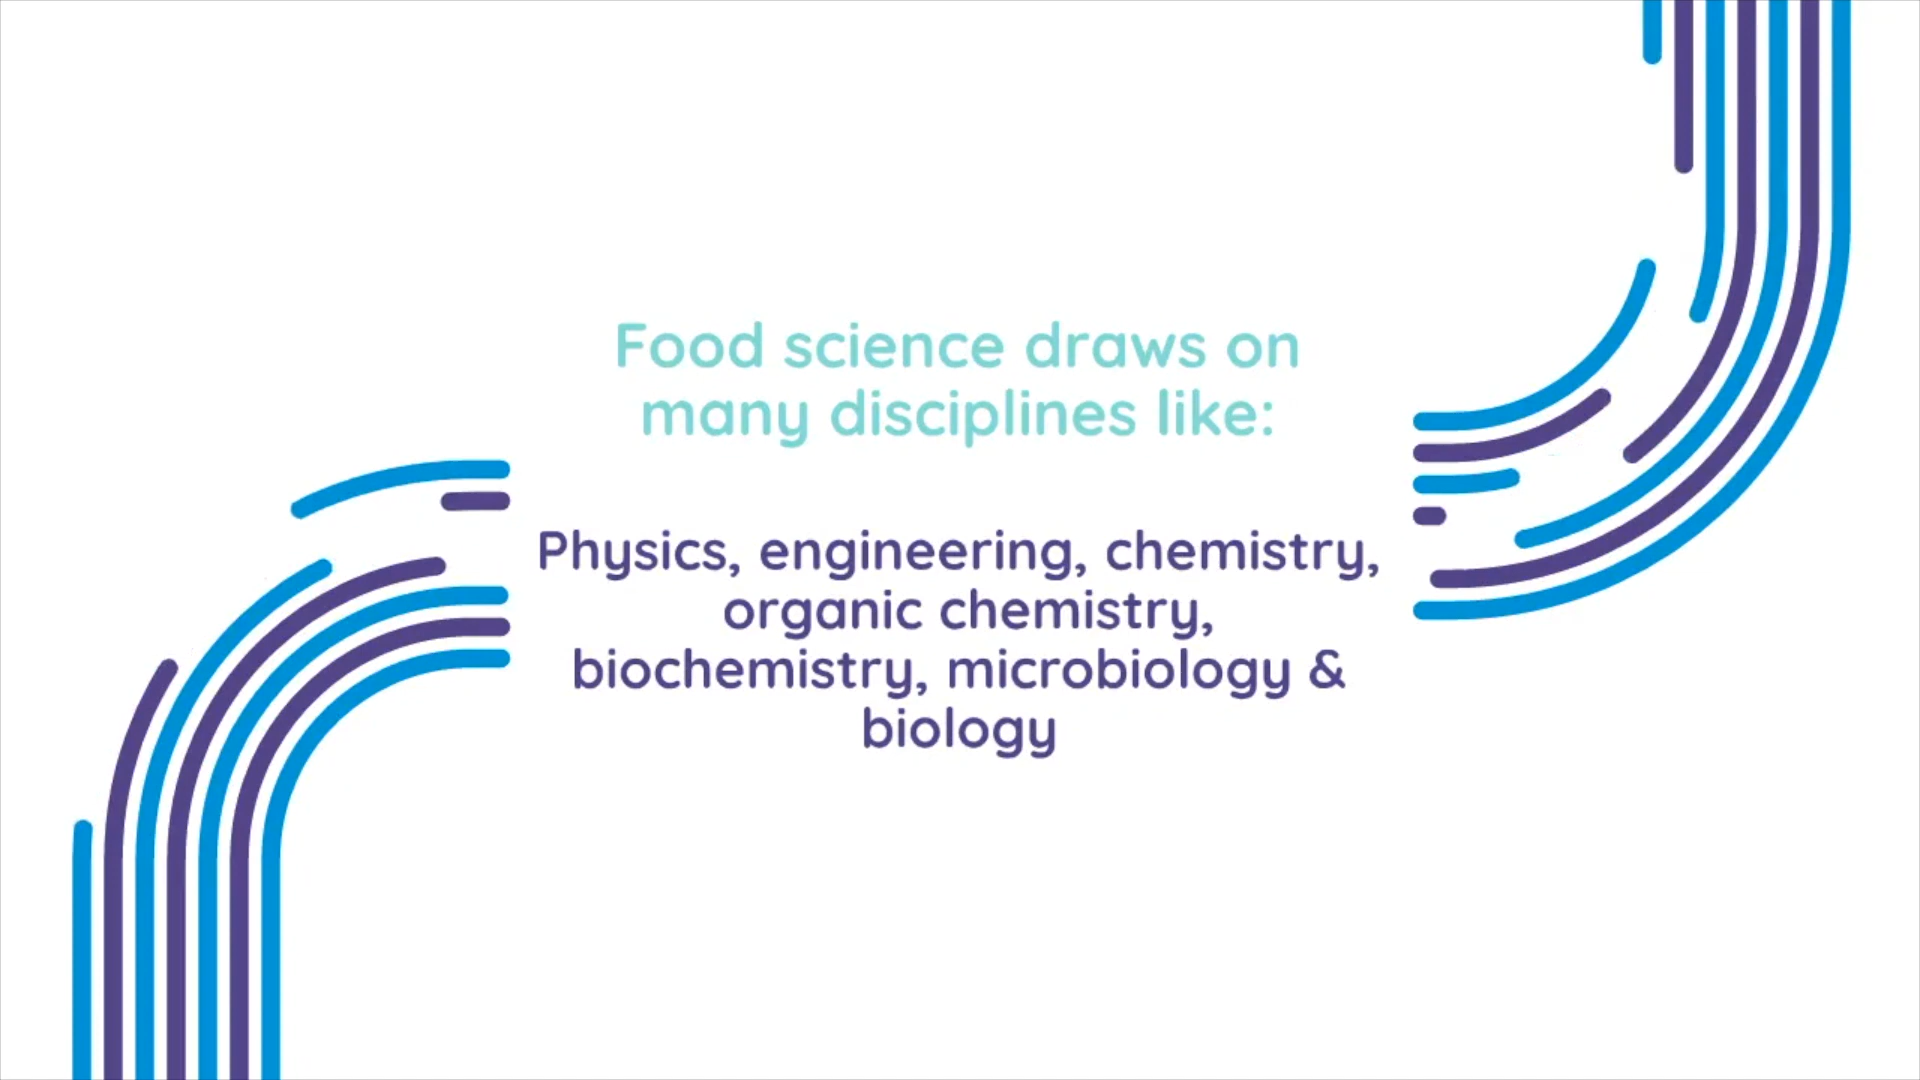 Food science draws on
many disciplines like:
Physics, engineering, chemistry,
organic chemistry,
biochemistry, microbiology &
biology